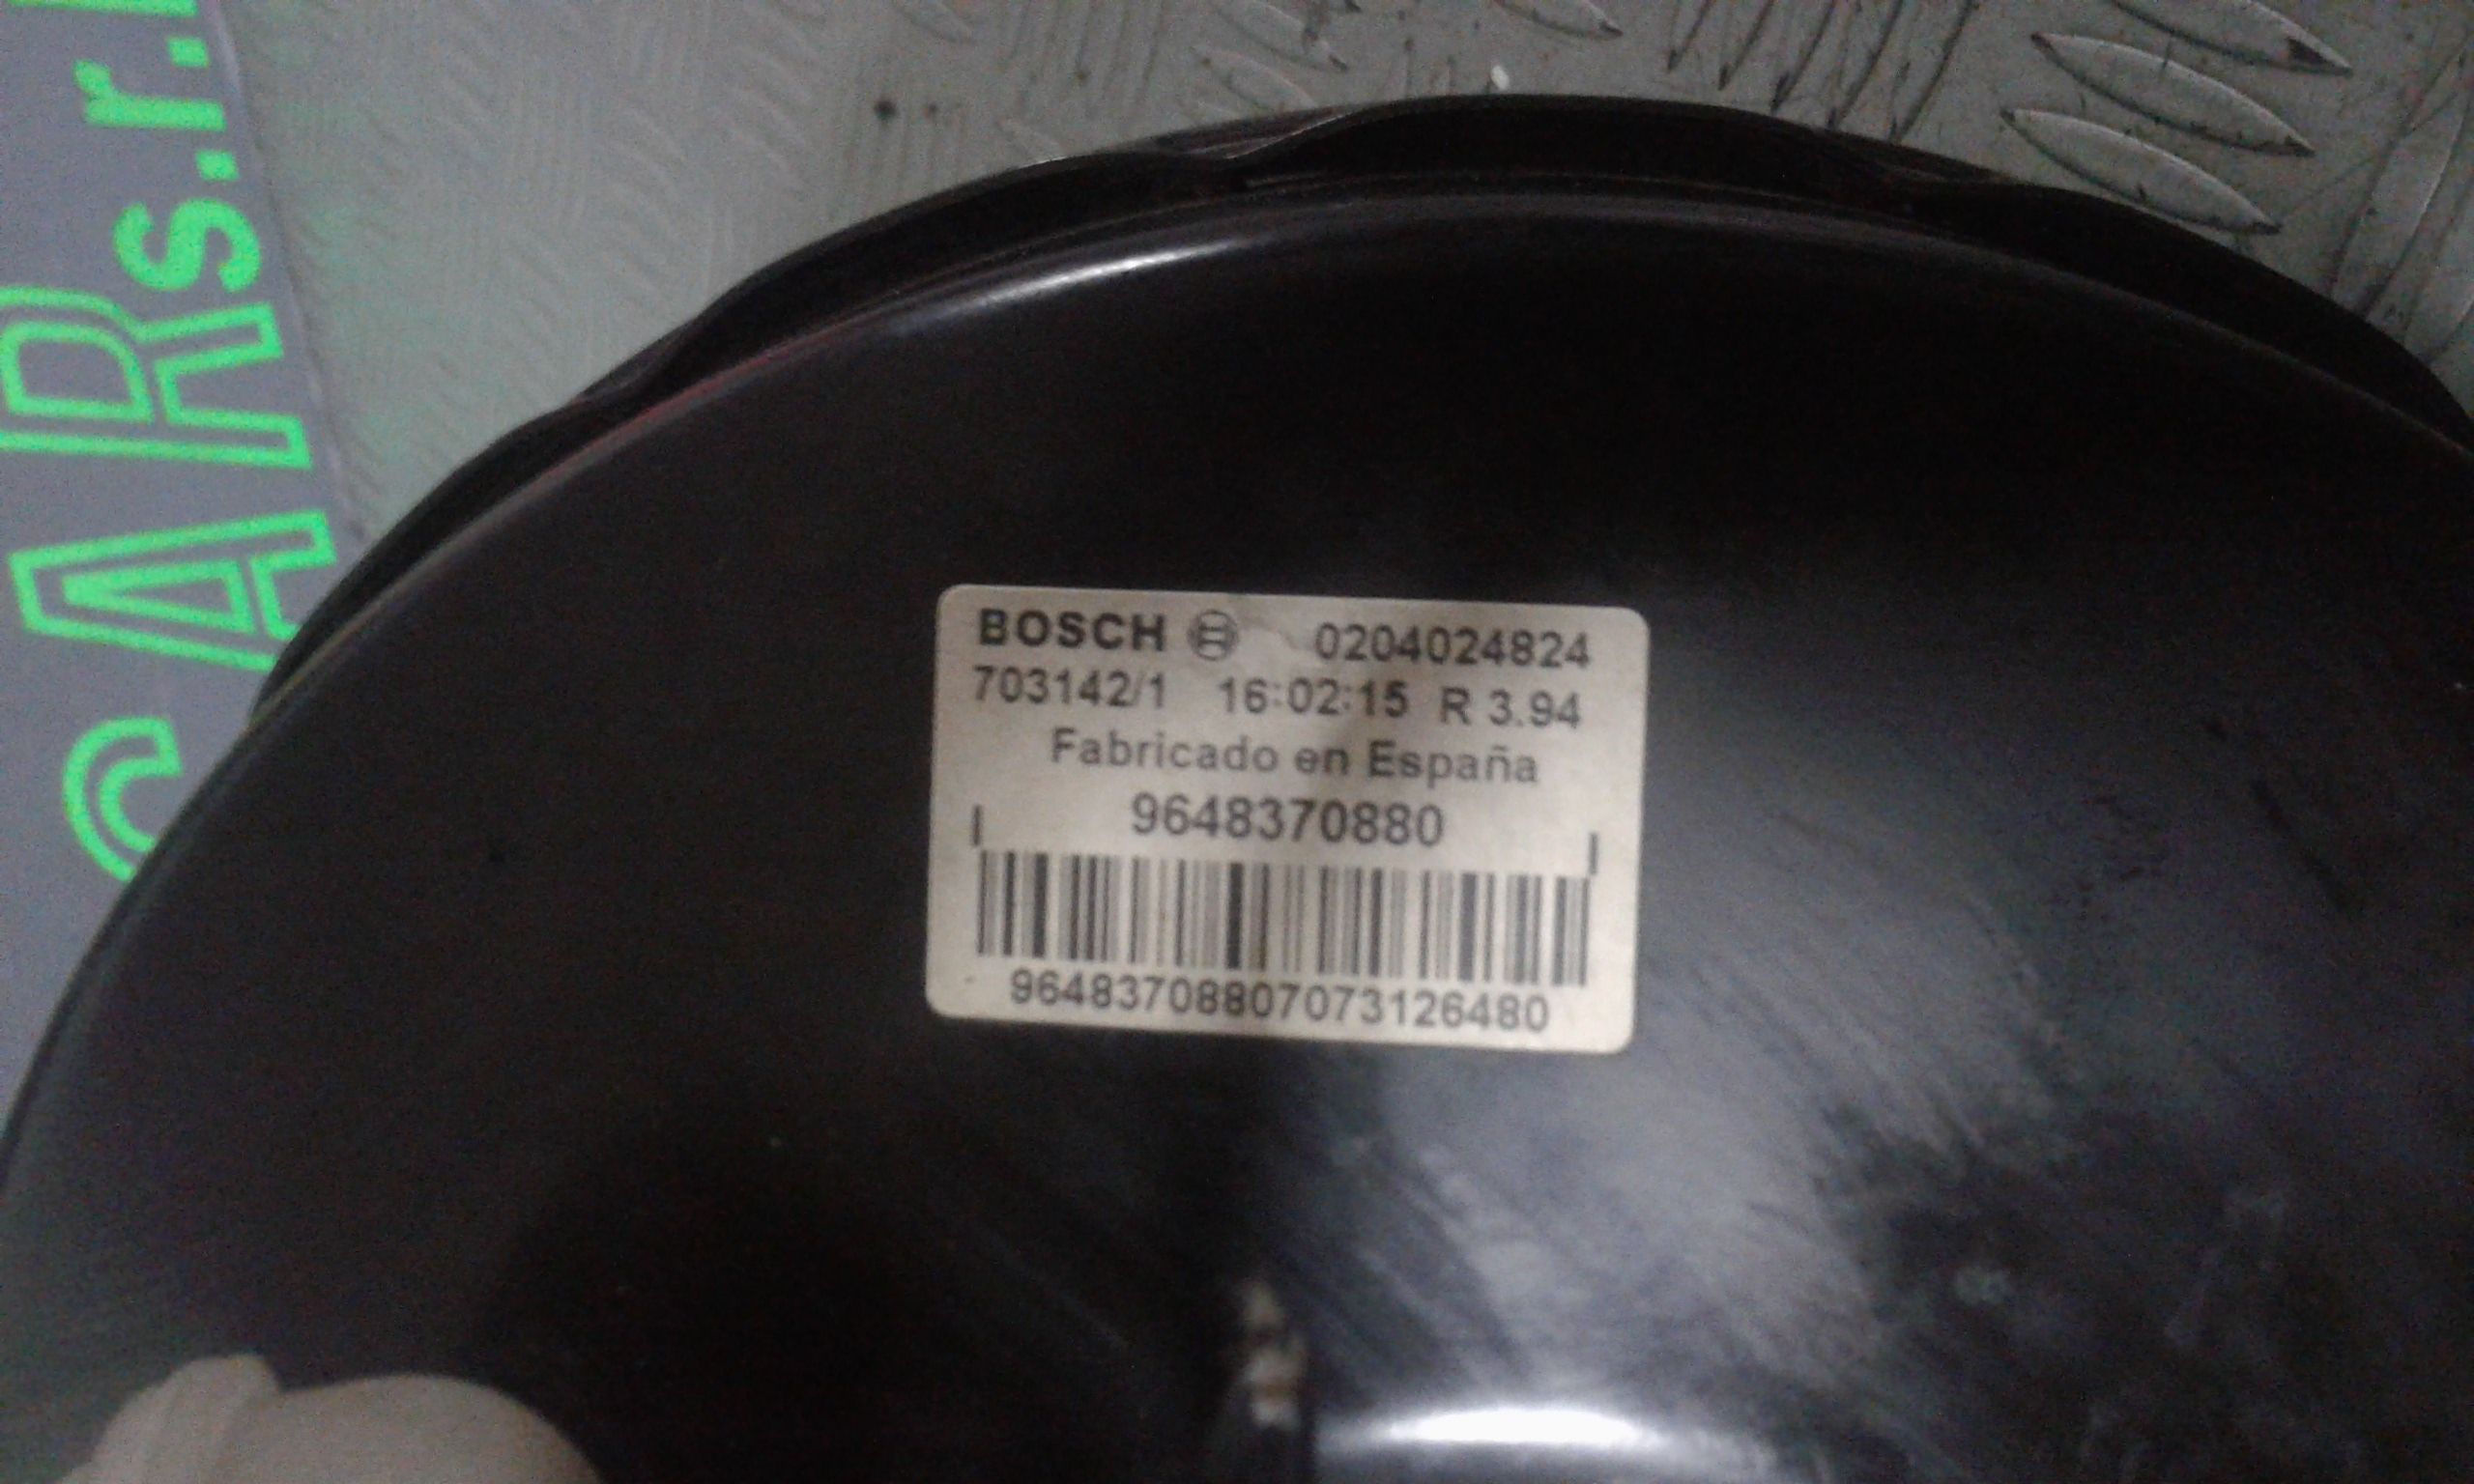 BOSCH 0204024824
703142/1 16:02:15 R 3.94
Fabricado en España
9648370880
96483708807073126480
CARs.r.